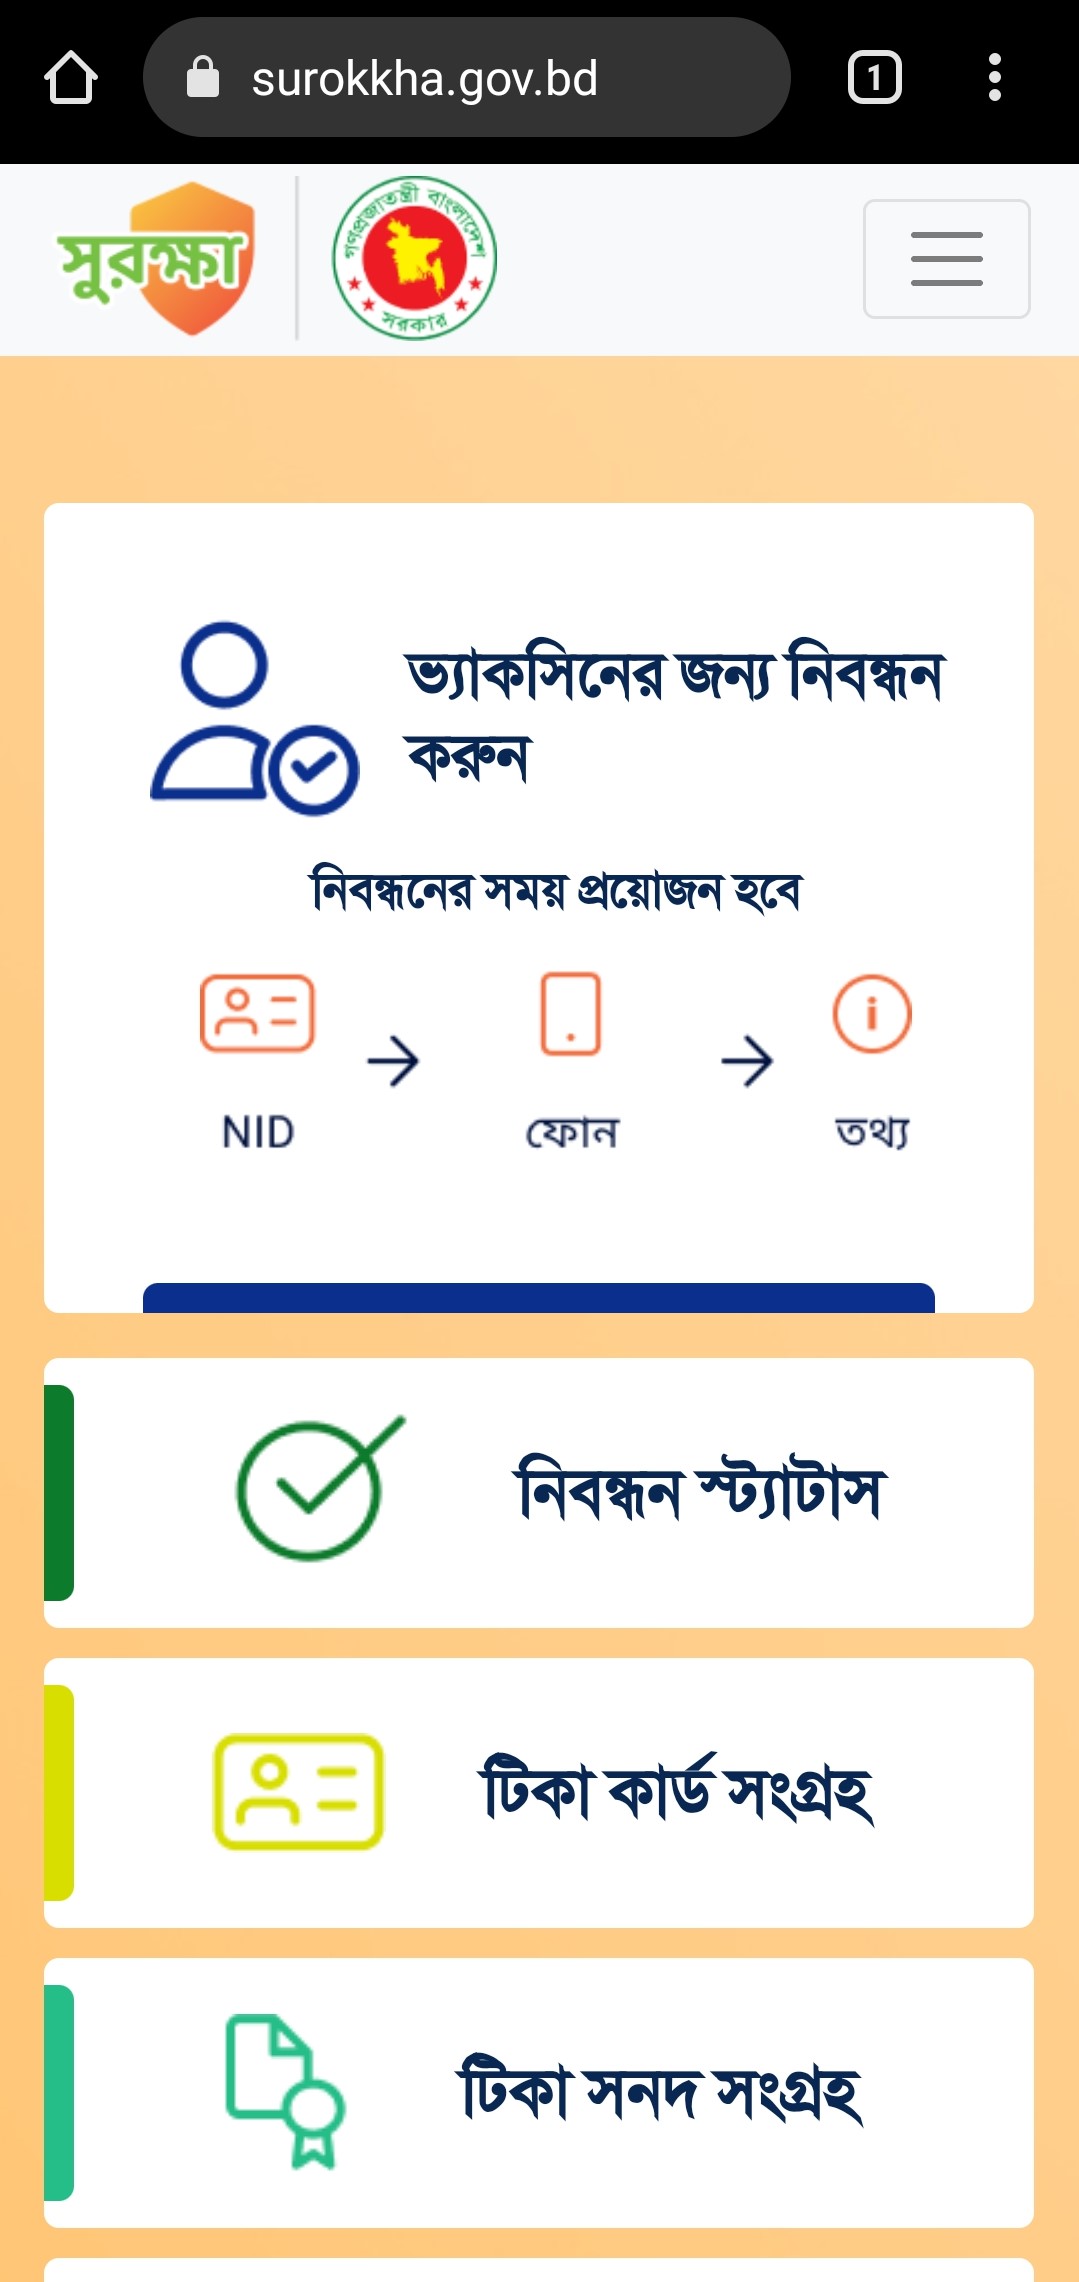 surokkha.gov.bd
1
সুরক্ষা
গণপ্রজাতন্ত্রী বাংলাদেশ
সরকার
ভ্যাকসিনের জন্য নিবন্ধন
করুন
নিবন্ধনের সময় প্রয়োজন হবে
NID
ফোন
তথ্য
নিবন্ধন স্ট্যাটাস
টিকা কার্ড সংগ্রহ
টিকা সনদ সংগ্রহ